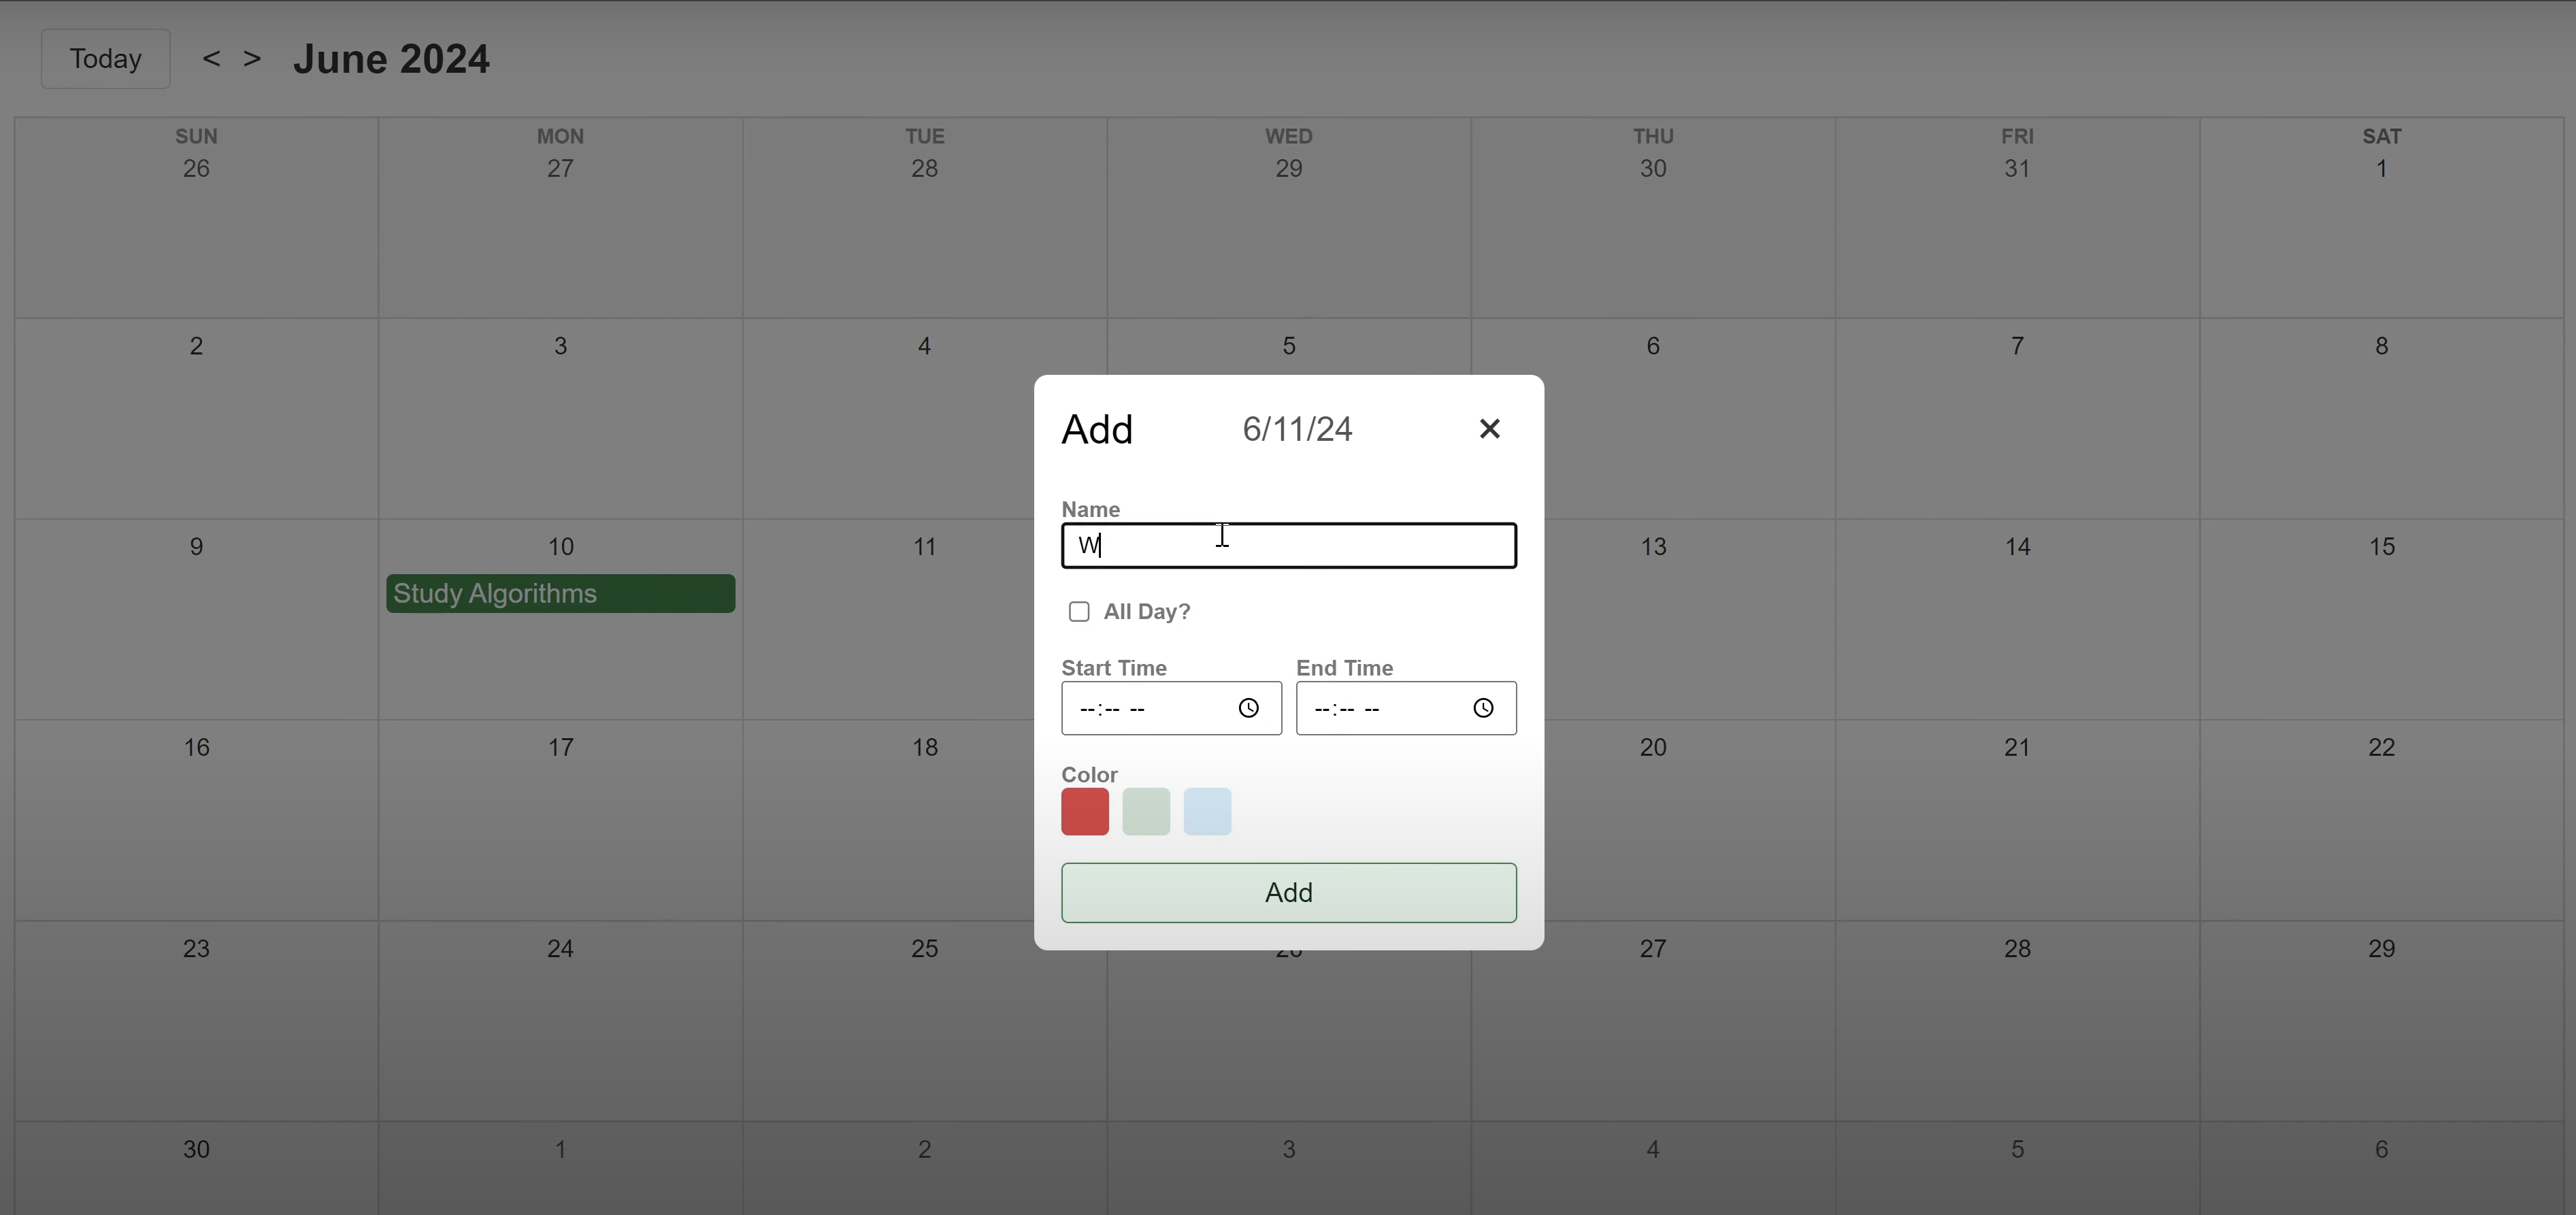 Today < > June 2024
SUN MON TUE WED THU FRI SAT
26 27 28 29 30 31 1
2 3 4 5 6 7 8
Add 6/11/24 ✕
Name
W
All Day?
Start Time End Time
--:-- -- --:-- --
Color
Add
9 10 11 13 14 15
Study Algorithms
16 17 18 20 21 22
23 24 25 27 28 29
30 1 2 3 4 5 6